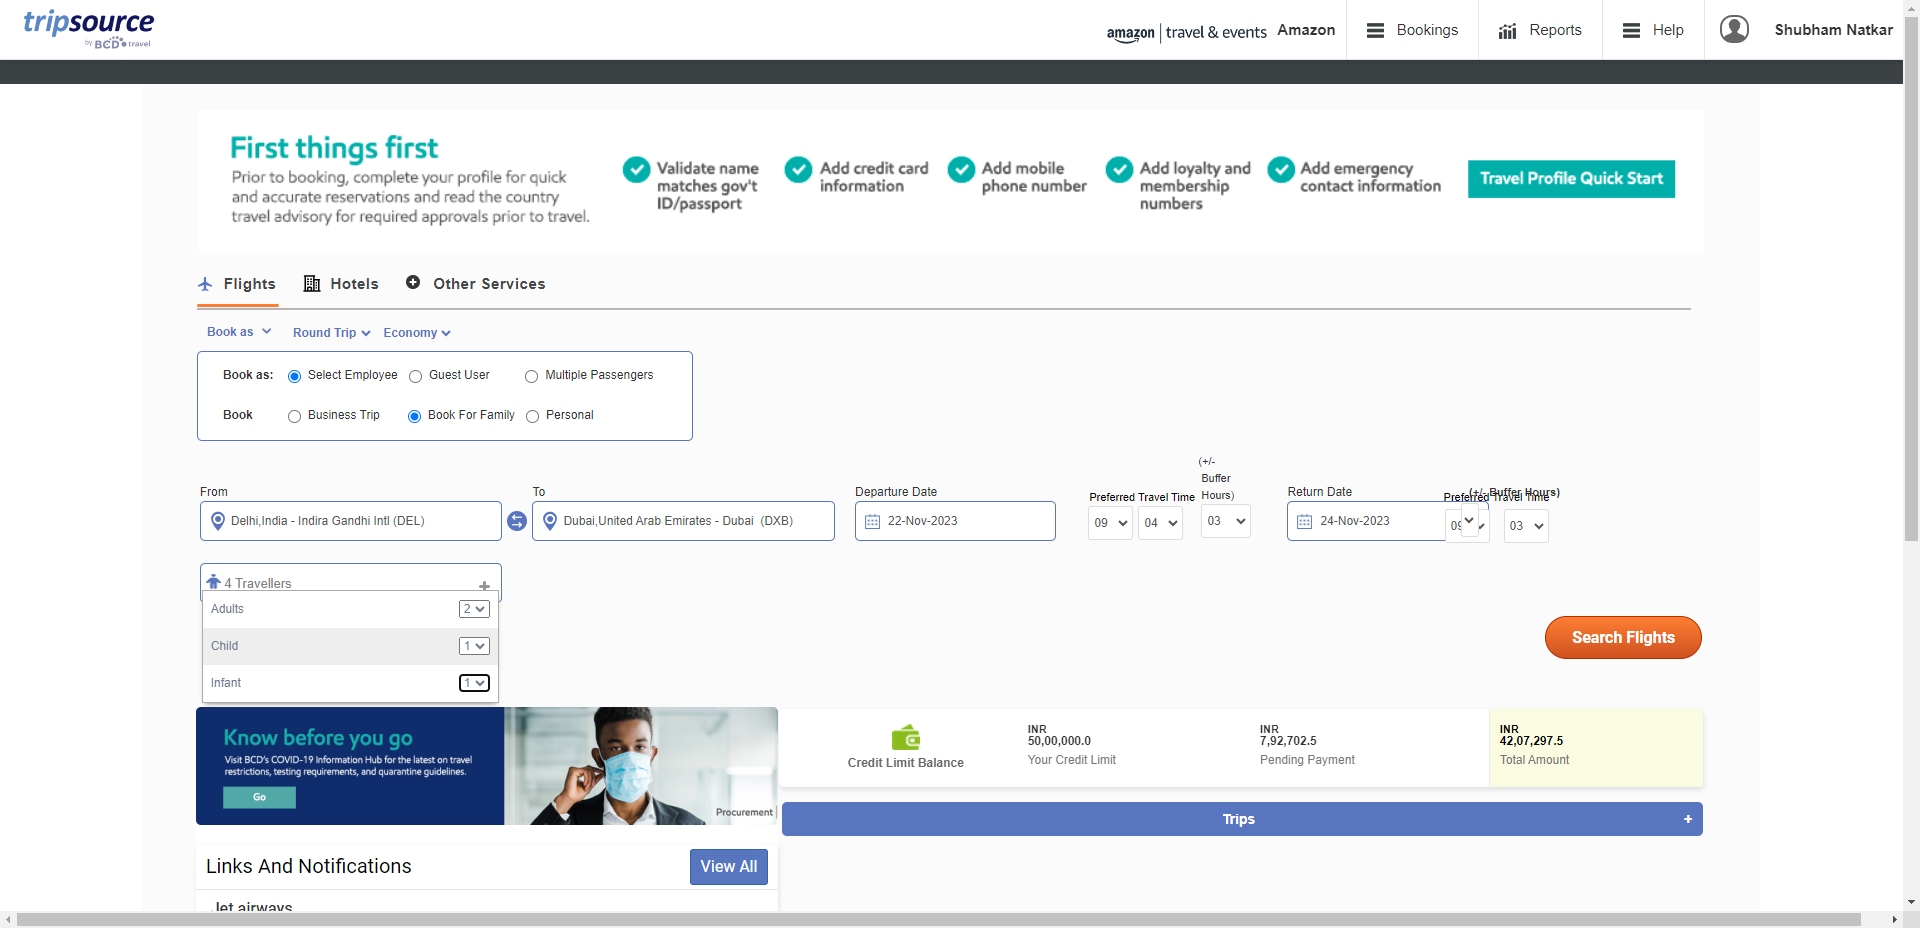 tripsource
by BCD travel
amazon | travel & events
Amazon
Bookings
Reports
Help
Shubham Natkar
First things first
Prior to booking, complete your profile for quick
and accurate reservations and read the country
travel advisory for required approvals prior to travel.
Validate name
matches gov't
ID/passport
Add credit card
information
Add mobile
phone number
Add loyalty and
membership
numbers
Add emergency
contact information
Travel Profile Quick Start
Flights
Hotels
Other Services
Book as
Round Trip
Economy
Book as:
Select Employee
Guest User
Multiple Passengers
Book
Business Trip
Book For Family
Personal
From
Delhi,India - Indira Gandhi Intl (DEL)
To
Dubai,United Arab Emirates - Dubai (DXB)
Departure Date
22-Nov-2023
Preferred Travel Time
09
04
(+/-
Buffer
Hours)
03
Return Date
24-Nov-2023
Preferred Travel Time
(+/- Buffer Hours)
09
03
4 Travellers
+
Adults
2
Child
1
Infant
1
Search Flights
Know before you go
Visit BCD's COVID-19 Information Hub for the latest on travel
restrictions, testing requirements, and quarantine guidelines.
Go
Procurement |
Credit Limit Balance
INR
50,00,000.0
Your Credit Limit
INR
7,92,702.5
Pending Payment
INR
42,07,297.5
Total Amount
Trips
+
Links And Notifications
View All
Jet airways